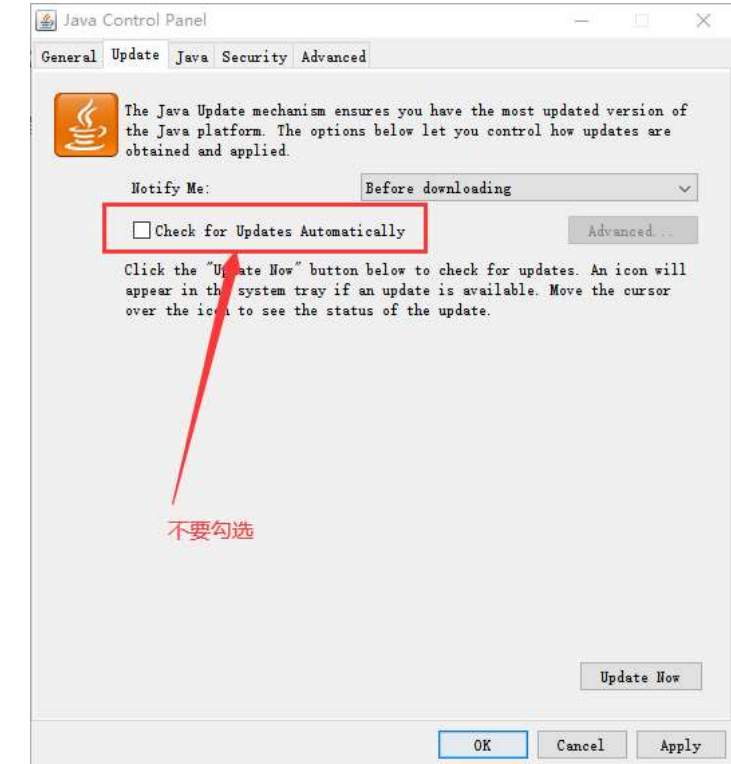 Java Control Panel
General Update Java Security Advanced
The Java Update mechanism ensures you have the most updated version of
the Java platform. The options below let you control how updates are
obtained and applied.
Notify Me: Before downloading
Check for Updates Automatically Advanced...
Click the "Update Now" button below to check for updates. An icon will
appear in the system tray if an update is available. Move the cursor
over the icon to see the status of the update.
不要勾选
Update Now
OK Cancel Apply